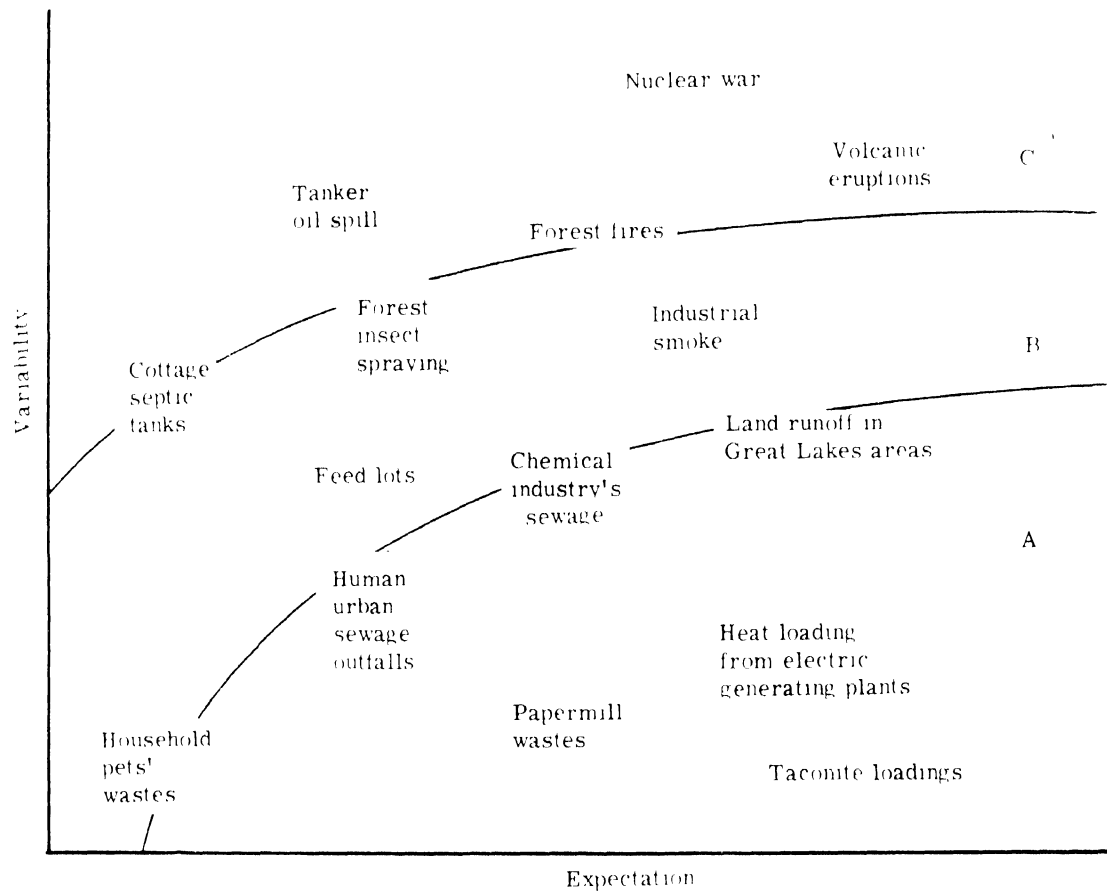 Nuclear war
Volcanic
eruptions
C
Tanker
oil spill
Forest fires
Forest
insect
spraying
Industrial
smoke
B
Cottage
septic
tanks
Variability
Land runoff in
Great Lakes areas
Feed lots
Chemical
industry's
sewage
A
Human
urban
sewage
outfalls
Heat loading
from electric
generating plants
Papermill
wastes
Household
pets'
wastes
Taconite loadings
Expectation